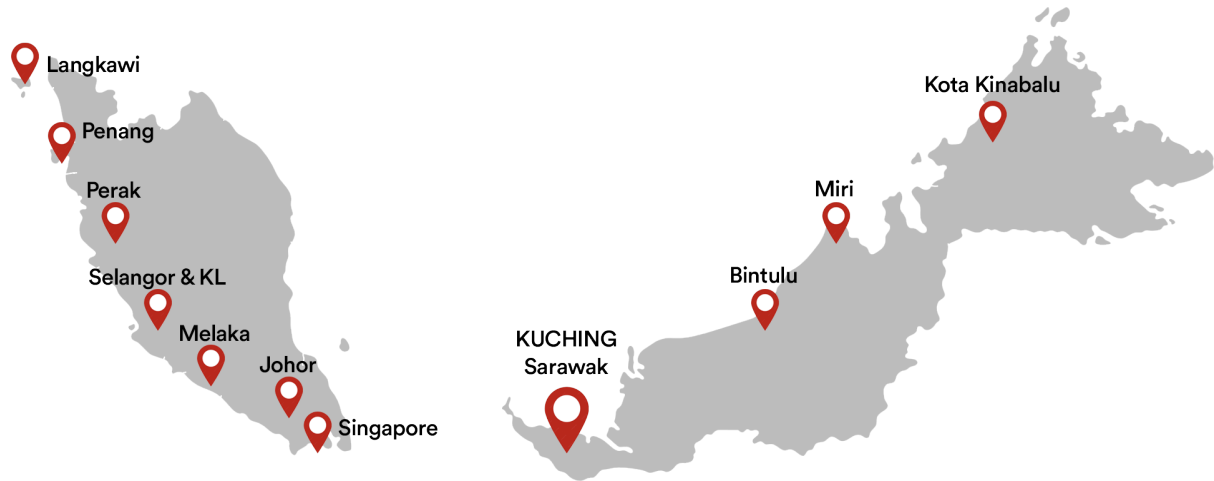 Langkawi
Penang
Perak
Selangor & KL
Melaka
Johor
Singapore
KUCHING
Sarawak
Bintulu
Miri
Kota Kinabalu